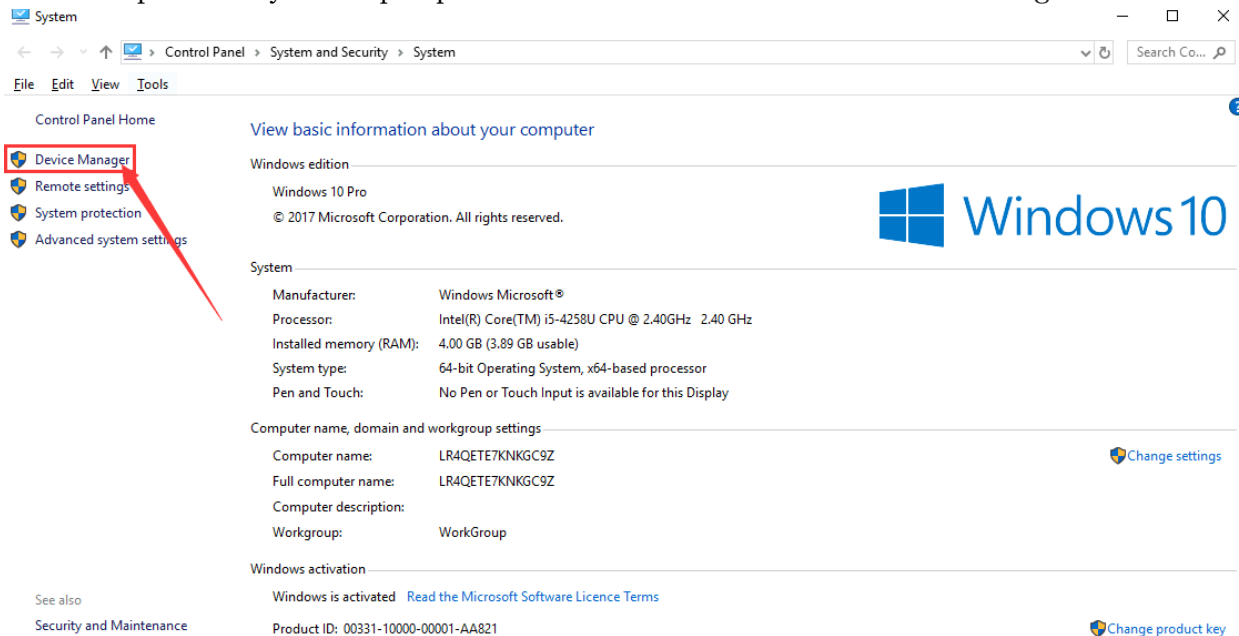 System
Control Panel > System and Security > System
Search Co...
File Edit View Tools
Control Panel Home
Device Manager
Remote settings
System protection
Advanced system settings
See also
Security and Maintenance
View basic information about your computer
Windows edition
Windows 10 Pro
© 2017 Microsoft Corporation. All rights reserved.
Windows 10
System
Manufacturer: Windows Microsoft®
Processor: Intel(R) Core(TM) i5-4258U CPU @ 2.40GHz 2.40 GHz
Installed memory (RAM): 4.00 GB (3.89 GB usable)
System type: 64-bit Operating System, x64-based processor
Pen and Touch: No Pen or Touch Input is available for this Display
Computer name, domain and workgroup settings
Computer name: LR4QETE7KNKGC9Z
Change settings
Full computer name: LR4QETE7KNKGC9Z
Computer description:
Workgroup: WorkGroup
Windows activation
Windows is activated Read the Microsoft Software Licence Terms
Product ID: 00331-10000-00001-AA821
Change product key